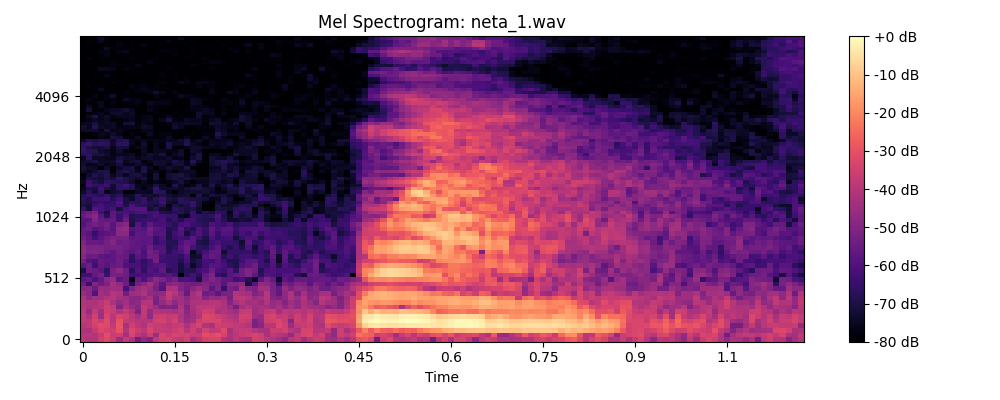 Mel Spectrogram: neta_1.wav
Hz
4096
2048
1024
512
0
0 0.15 0.3 0.45 0.6 0.75 0.9 1.1
Time
+0 dB
-10 dB
-20 dB
-30 dB
-40 dB
-50 dB
-60 dB
-70 dB
-80 dB